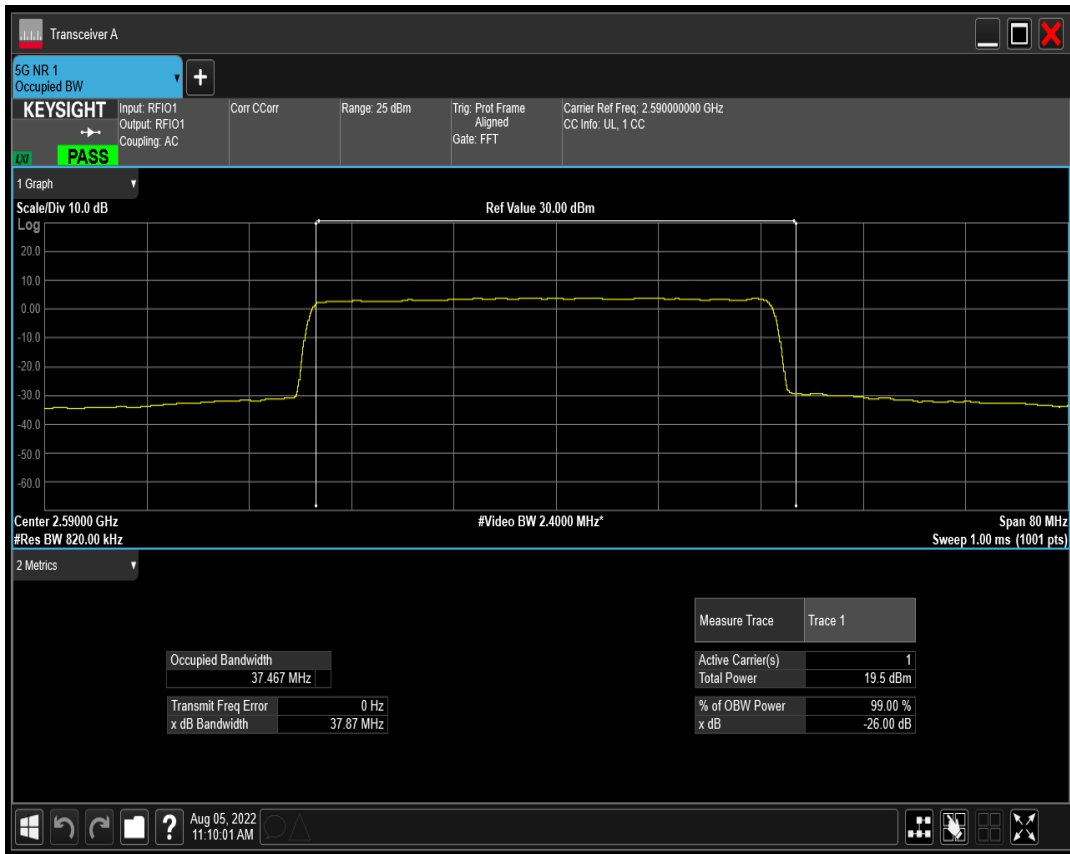 Transceiver A
5G NR 1
Occupied BW
KEYSIGHT
Input: RFIO1
Output: RFIO1
Coupling: AC
Corr CCorr
Range: 25 dBm
Trig: Prot Frame
Aligned
Gate: FFT
Carrier Ref Freq: 2.590000000 GHz
CC Info: UL, 1 CC
LXI
PASS
1 Graph
Scale/Div 10.0 dB
Ref Value 30.00 dBm
Log
20.0
10.0
0.00
-10.0
-20.0
-30.0
-40.0
-50.0
-60.0
Center 2.59000 GHz
#Video BW 2.4000 MHz*
Span 80 MHz
#Res BW 820.00 kHz
Sweep 1.00 ms (1001 pts)
2 Metrics
Measure Trace Trace 1
Occupied Bandwidth
37.467 MHz
Active Carrier(s) 1
Total Power 19.5 dBm
Transmit Freq Error 0 Hz
x dB Bandwidth 37.87 MHz
% of OBW Power 99.00 %
x dB -26.00 dB
?
Aug 05, 2022
11:10:01 AM